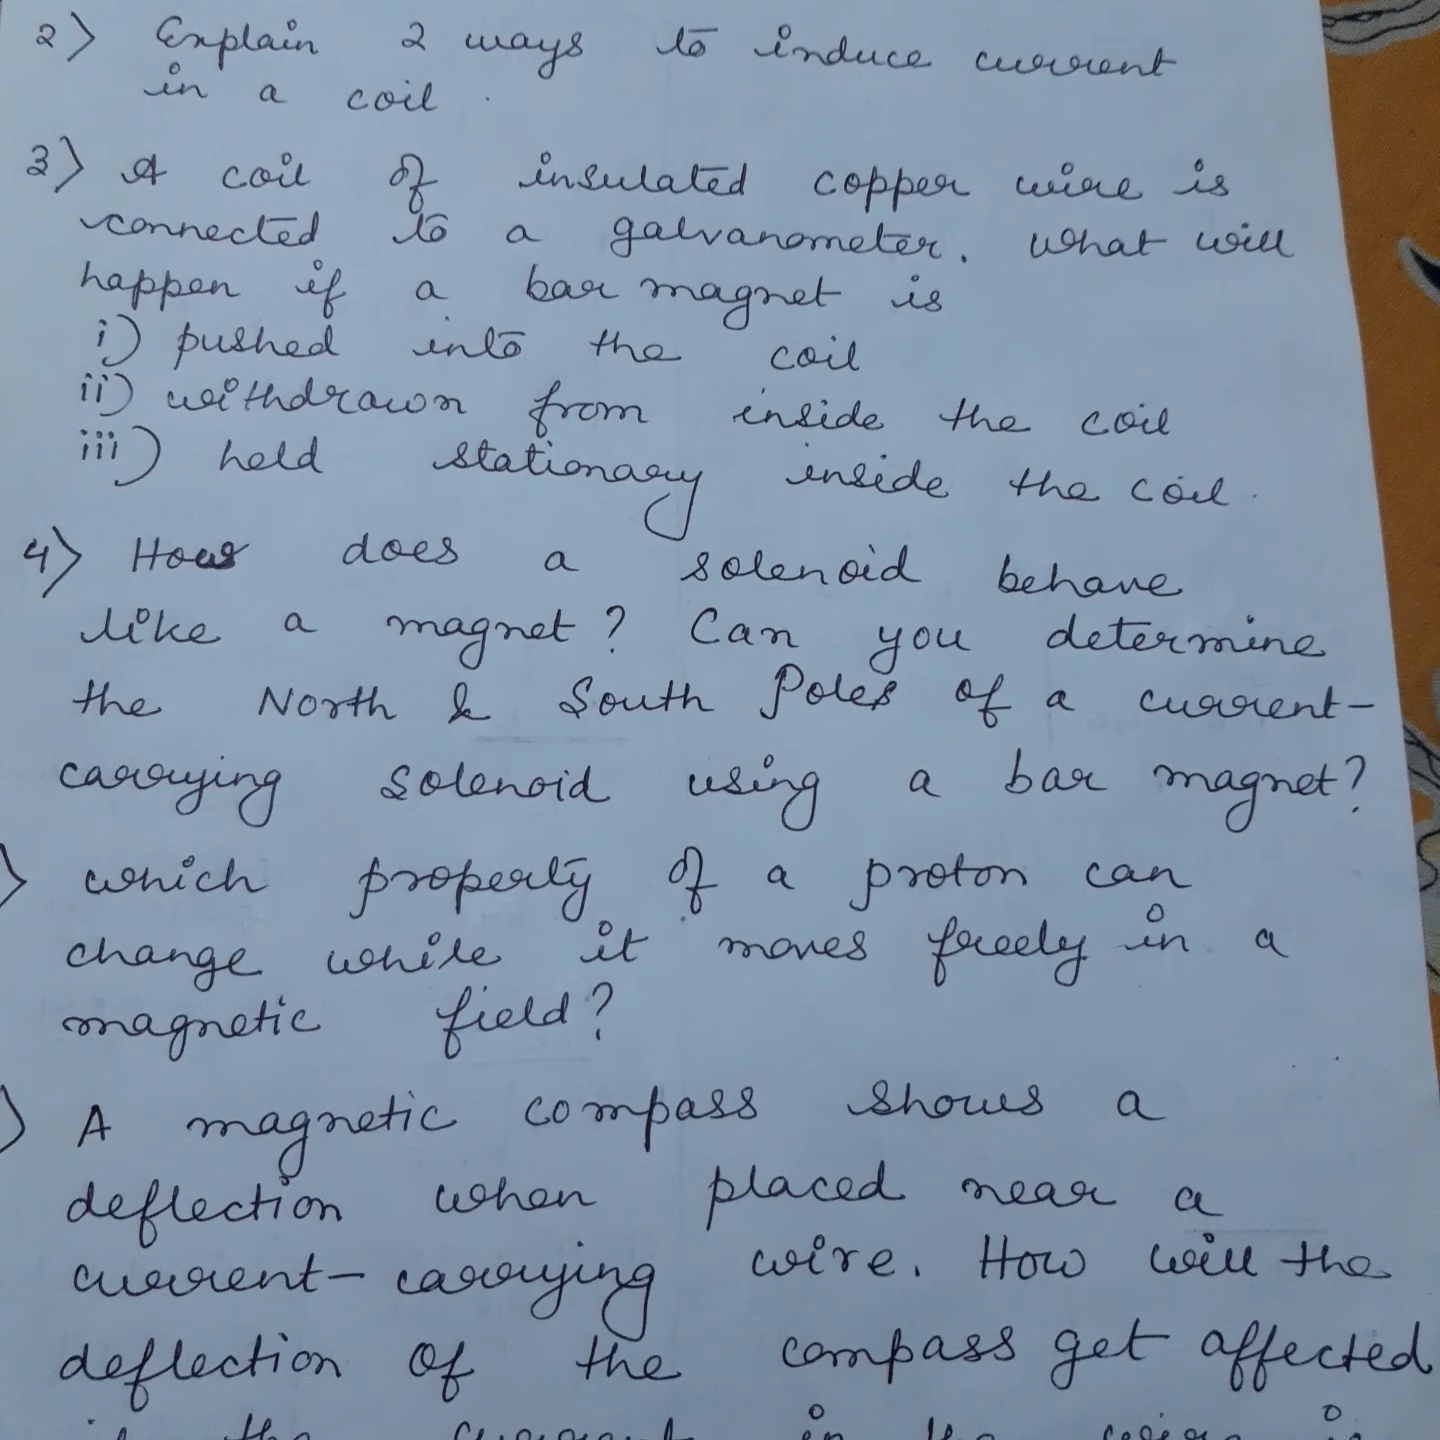 2) Explain 2 ways to induce current
in a coil.
3) A coil of insulated copper wire is
connected to a galvanometer. What will
happen if a bar magnet is
i) pushed into the coil
ii) withdrawn from inside the coil
iii) held stationary inside the coil.
4) How does a solenoid behave
like a magnet? Can you determine
the North & South Poles of a current-
carrying solenoid using a bar magnet?
) which property of a proton can
change while it moves freely in a
magnetic field?
) A magnetic compass shows a
deflection when placed near a
current-carrying wire. How will the
deflection of the compass get affected
the current in the